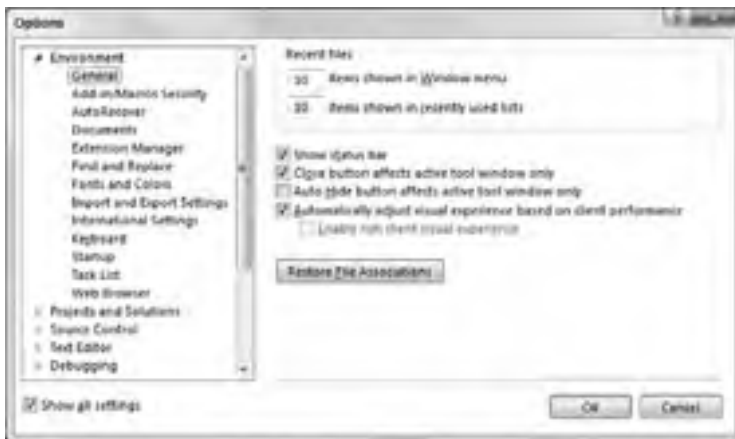 Options
Environment
General
Add-in/Macros Security
AutoRecover
Documents
Extension Manager
Find and Replace
Fonts and Colors
Import and Export Settings
International Settings
Keyboard
Startup
Task List
Web Browser
Projects and Solutions
Source Control
Text Editor
Debugging
Show all settings
Recent files
10 items shown in Window menu
10 items shown in recently used lists
Show status bar
Close button affects active tool window only
Auto Hide button affects active tool window only
Automatically adjust visual experience based on client performance
Enable rich client visual experience
Restore File Associations
OK
Cancel